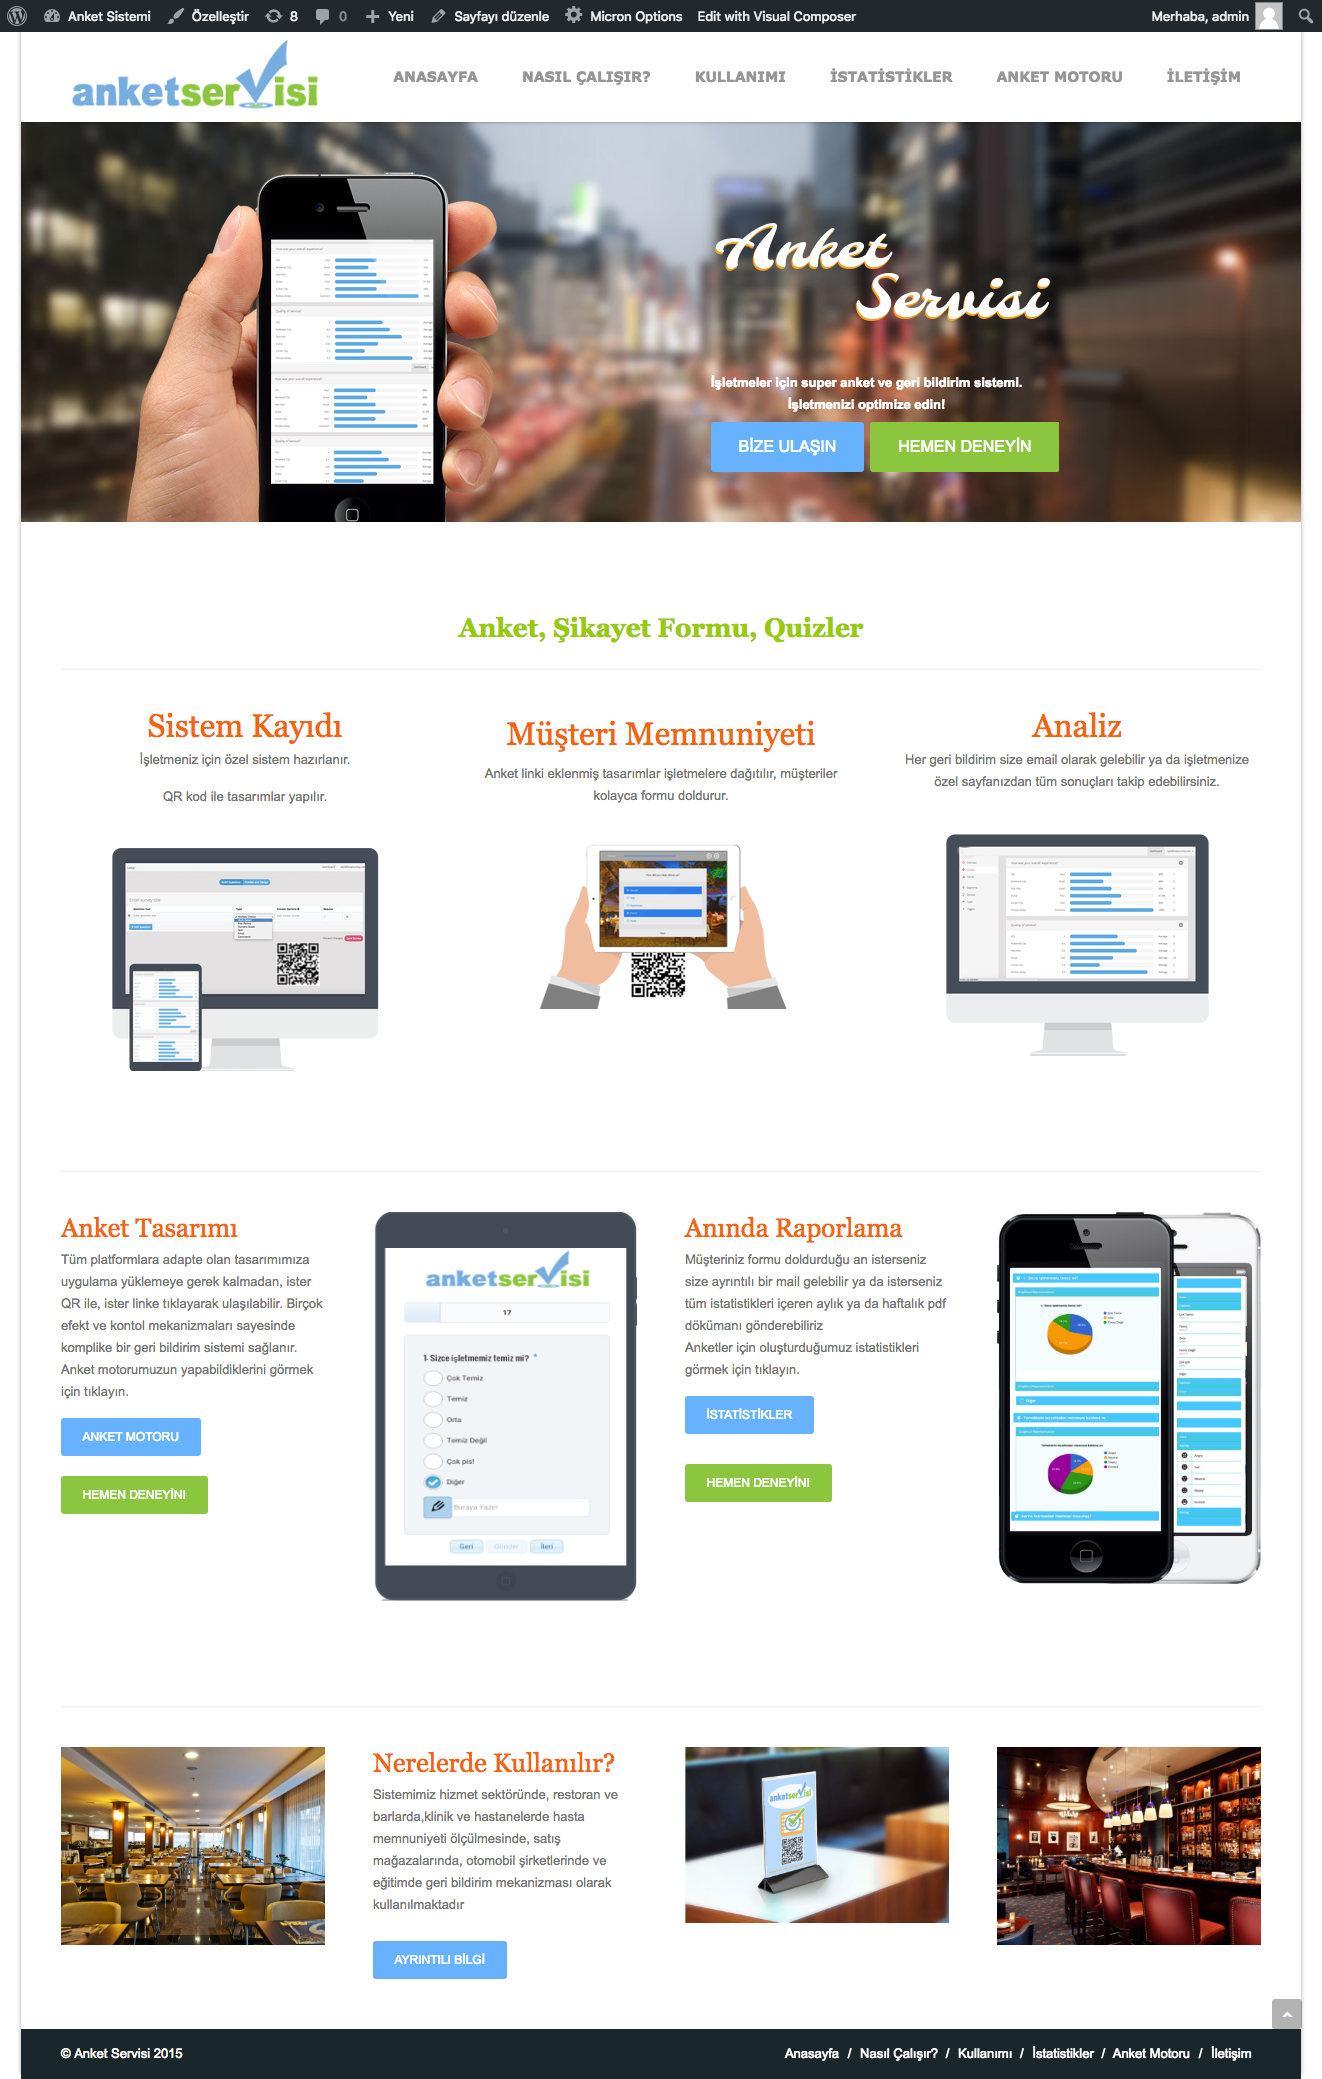 Anket Sistemi Özelleştir 8 0 Yeni Sayfayı düzenle Micron Options Edit with Visual Composer Merhaba, admin
anketservisi
ANASAYFA NASIL ÇALIŞIR? KULLANIMI İSTATİSTİKLER ANKET MOTORU İLETİŞİM
Anket
Servisi
İşletmeler için super anket ve geri bildirim sistemi.
İşletmenizi optimize edin!
BİZE ULAŞIN HEMEN DENEYİN
Anket, Şikayet Formu, Quizler
Sistem Kayıdı
İşletmeniz için özel sistem hazırlanır.
QR kod ile tasarımlar yapılır.
Müşteri Memnuniyeti
Anket linki eklenmiş tasarımlar işletmelere dağıtılır, müşteriler
kolayca formu doldurur.
Analiz
Her geri bildirim size email olarak gelebilir ya da işletmenize
özel sayfanızdan tüm sonuçları takip edebilirsiniz.
Anket Tasarımı
Tüm platformlara adapte olan tasarımımıza
uygulama yüklemeye gerek kalmadan, ister
QR ile, ister linke tıklayarak ulaşılabilir. Birçok
efekt ve kontol mekanizmaları sayesinde
komplike bir geri bildirim sistemi sağlanır.
Anket motorumuzun yapabildiklerini görmek
için tıklayın.
ANKET MOTORU
HEMEN DENEYİN!
anketservisi
17
1- Sizce işletmemiz temiz mi? *
Çok Temiz
Temiz
Orta
Temiz Değil
Çok pis!
Diğer
Buraya Yazın
Geri Gönder İleri
Anında Raporlama
Müşteriniz formu doldurduğu an isterseniz
size ayrıntılı bir mail gelebilir ya da isterseniz
tüm istatistikleri içeren aylık ya da haftalık pdf
dökümanı gönderebiliriz
Anketler için oluşturduğumuz istatistikleri
görmek için tıklayın.
İSTATİSTİKLER
HEMEN DENEYİN!
Nerelerde Kullanılır?
Sistemimiz hizmet sektöründe, restoran ve
barlarda,klinik ve hastanelerde hasta
memnuniyeti ölçülmesinde, satış
mağazalarında, otomobil şirketlerinde ve
eğitimde geri bildirim mekanizması olarak
kullanılmaktadır
AYRINTILI BİLGİ
anketservisi
© Anket Servisi 2015
Anasayfa / Nasıl Çalışır? / Kullanımı / İstatistikler / Anket Motoru / İletişim